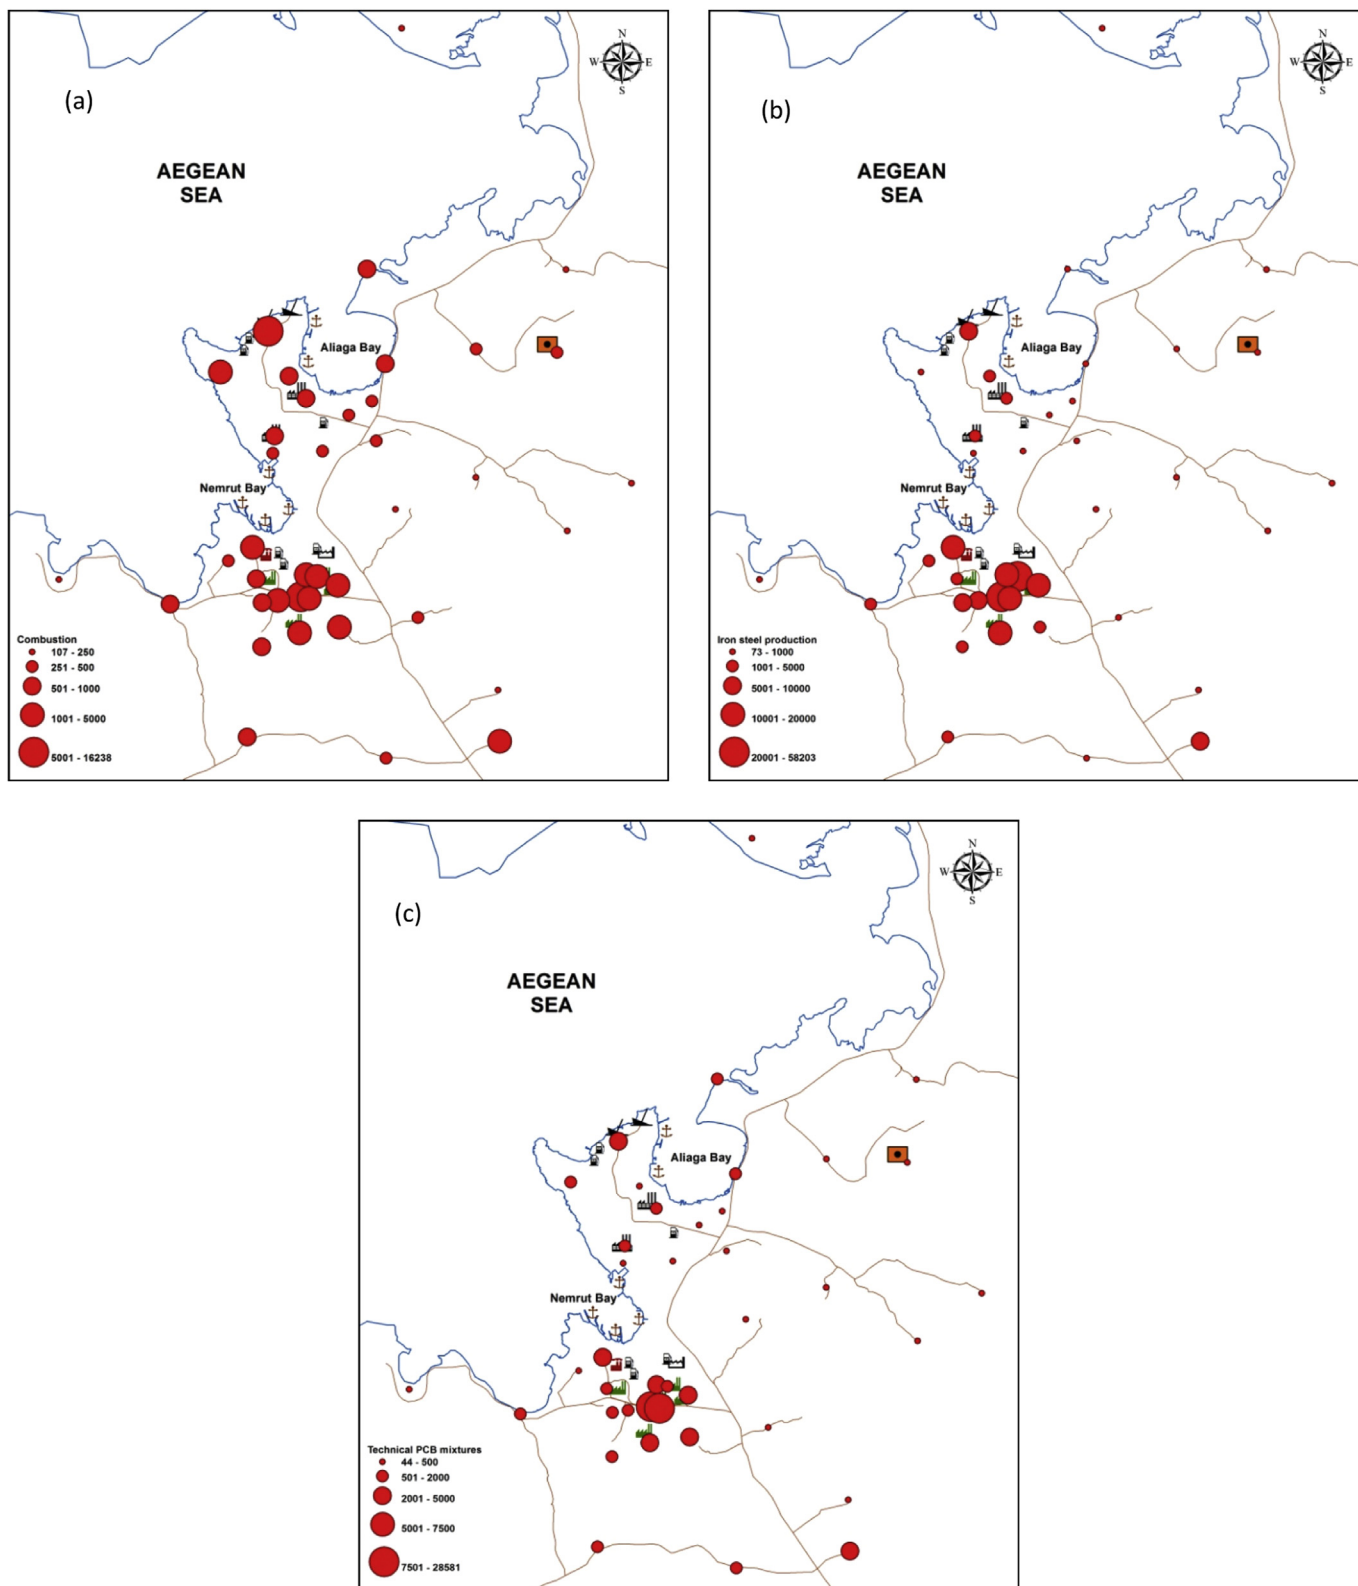 (a)
N
W E
S
AEGEAN
SEA
Aliaga Bay
Nemrut Bay
Combustion
107 - 250
251 - 500
501 - 1000
1001 - 5000
5001 - 16238
(b)
N
W E
S
AEGEAN
SEA
Aliaga Bay
Nemrut Bay
Iron steel production
73 - 1000
1001 - 5000
5001 - 10000
10001 - 20000
20001 - 58203
(c)
N
W E
S
AEGEAN
SEA
Aliaga Bay
Nemrut Bay
Technical PCB mixtures
44 - 500
501 - 2000
2001 - 5000
5001 - 7500
7501 - 28581